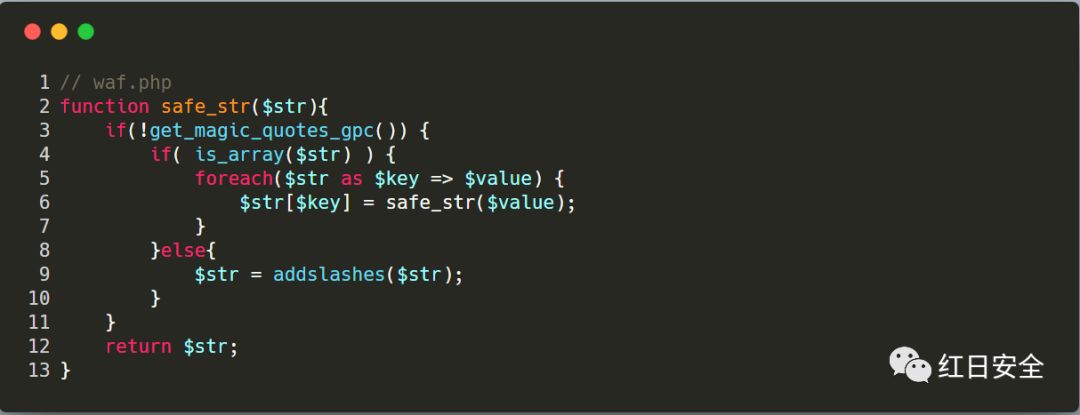 1 // waf.php
2 function safe_str($str){
3     if(!get_magic_quotes_gpc()) {
4         if( is_array($str) ) {
5             foreach($str as $key => $value) {
6                 $str[$key] = safe_str($value);
7             }
8         }else{
9             $str = addslashes($str);
10         }
11     }
12     return $str;
13 }
红日安全